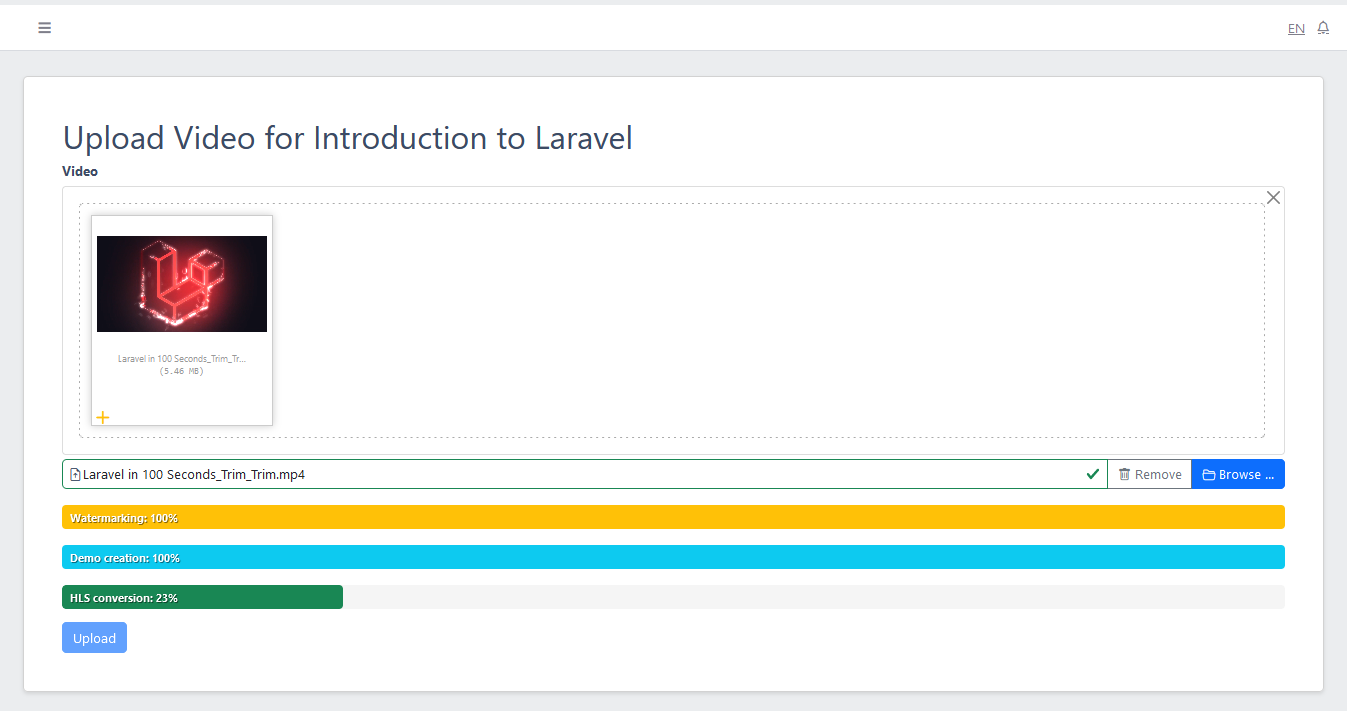 EN
Upload Video for Introduction to Laravel
Video
Laravel in 100 Seconds_Trim_Tr...
(5.46 MB)
Laravel in 100 Seconds_Trim_Trim.mp4
Remove
Browse ...
Watermarking: 100%
Demo creation: 100%
HLS conversion: 23%
Upload